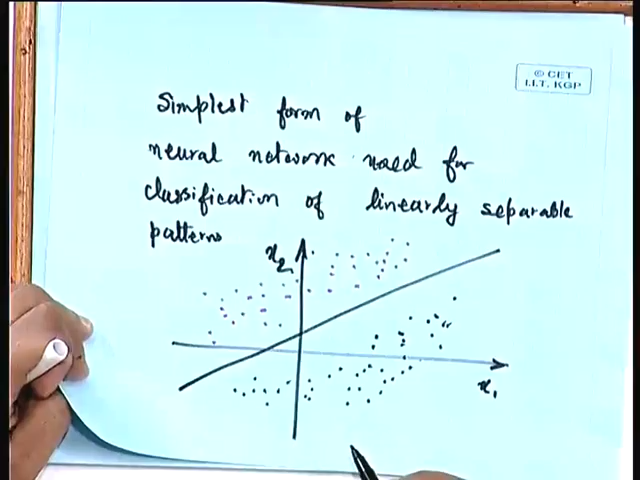 © CET
I.I.T. KGP
Simplest form of
neural network used for
classification of linearly separable
patterns
x2
x1